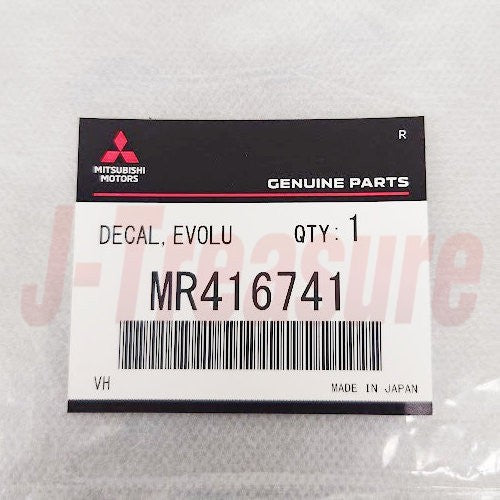 R
MITSUBISHI
MOTORS
GENUINE PARTS
DECAL, EVOLU QTY: 1
MR416741
J-Treasure
VH
MADE IN JAPAN